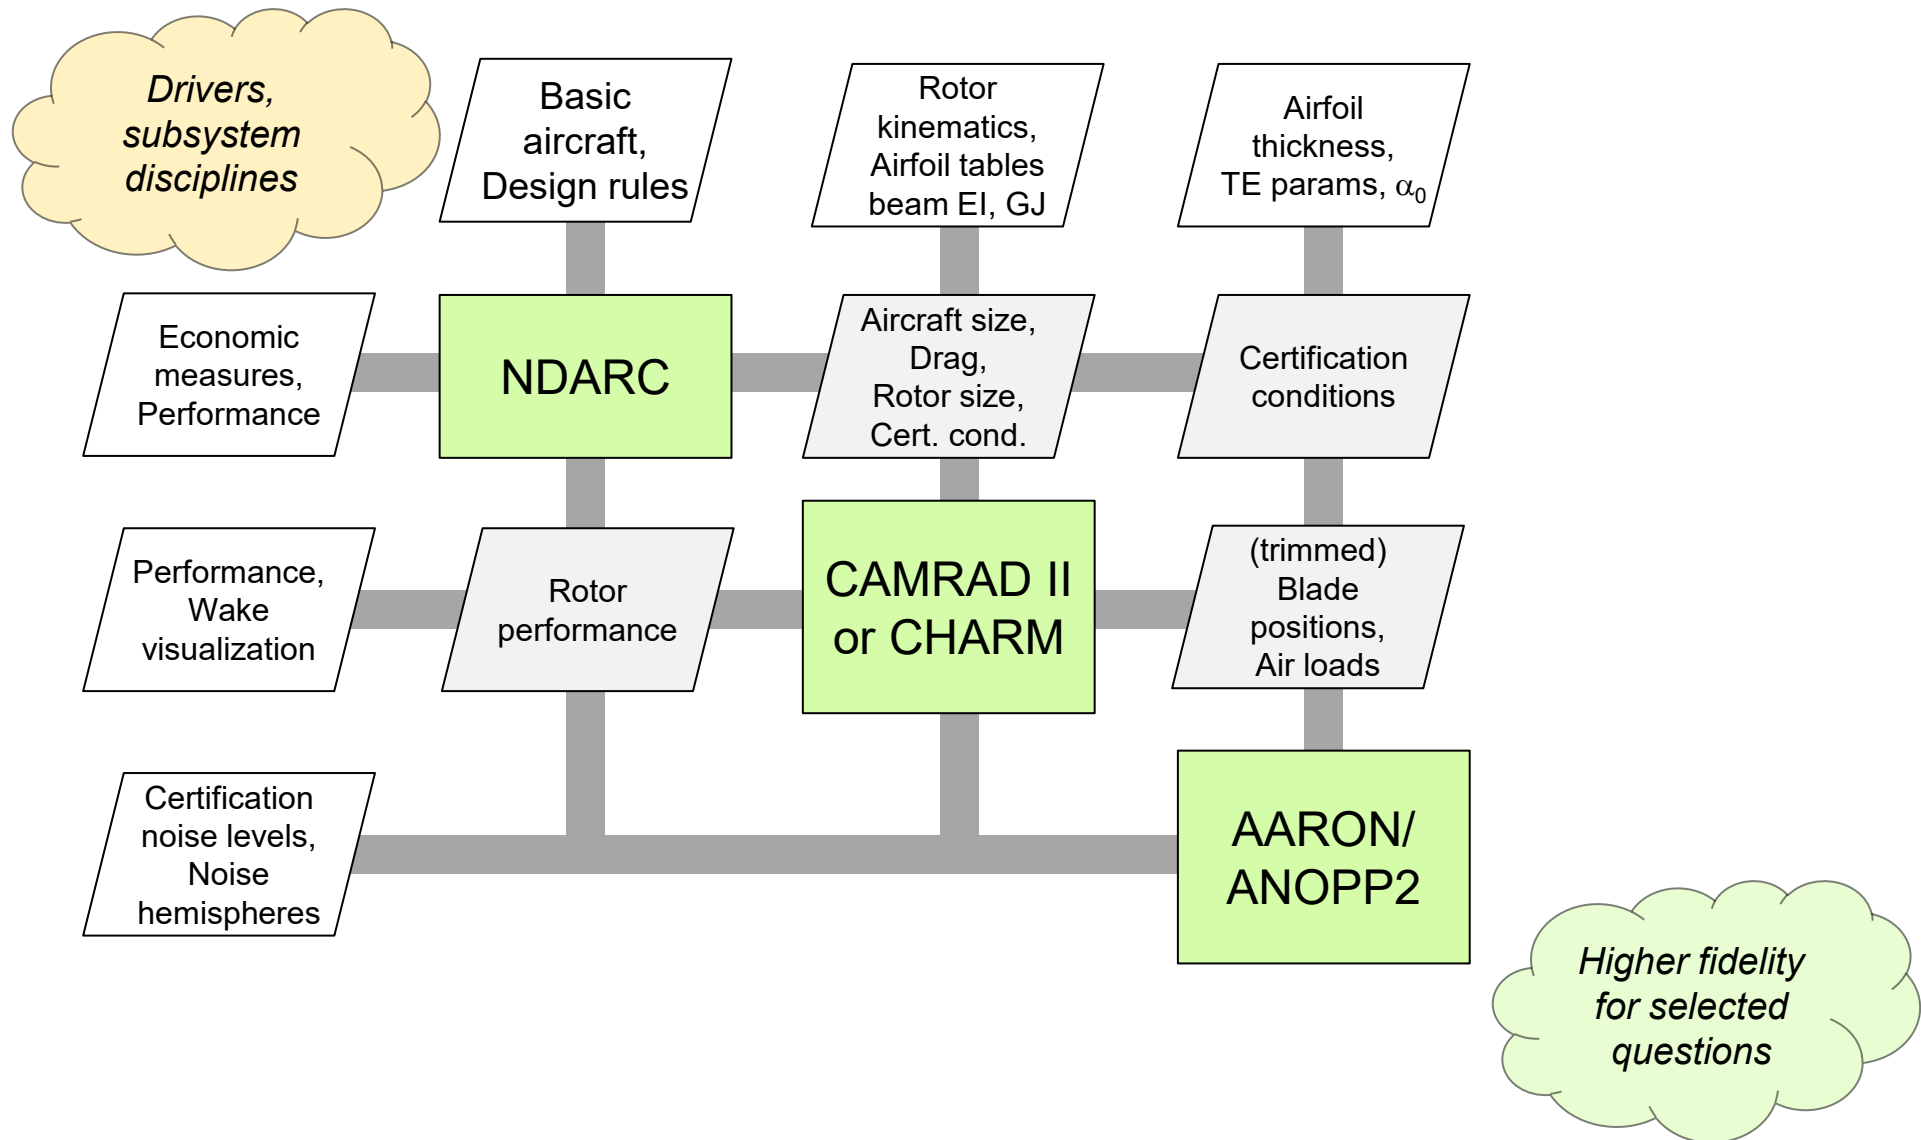 Drivers,
subsystem
disciplines
Basic
aircraft,
Design rules
Rotor
kinematics,
Airfoil tables
beam EI, GJ
Airfoil
thickness,
TE params, α₀
Economic
measures,
Performance
NDARC
Aircraft size,
Drag,
Rotor size,
Cert. cond.
Certification
conditions
Performance,
Wake
visualization
Rotor
performance
CAMRAD II
or CHARM
(trimmed)
Blade
positions,
Air loads
Certification
noise levels,
Noise
hemispheres
AARON/
ANOPP2
Higher fidelity
for selected
questions